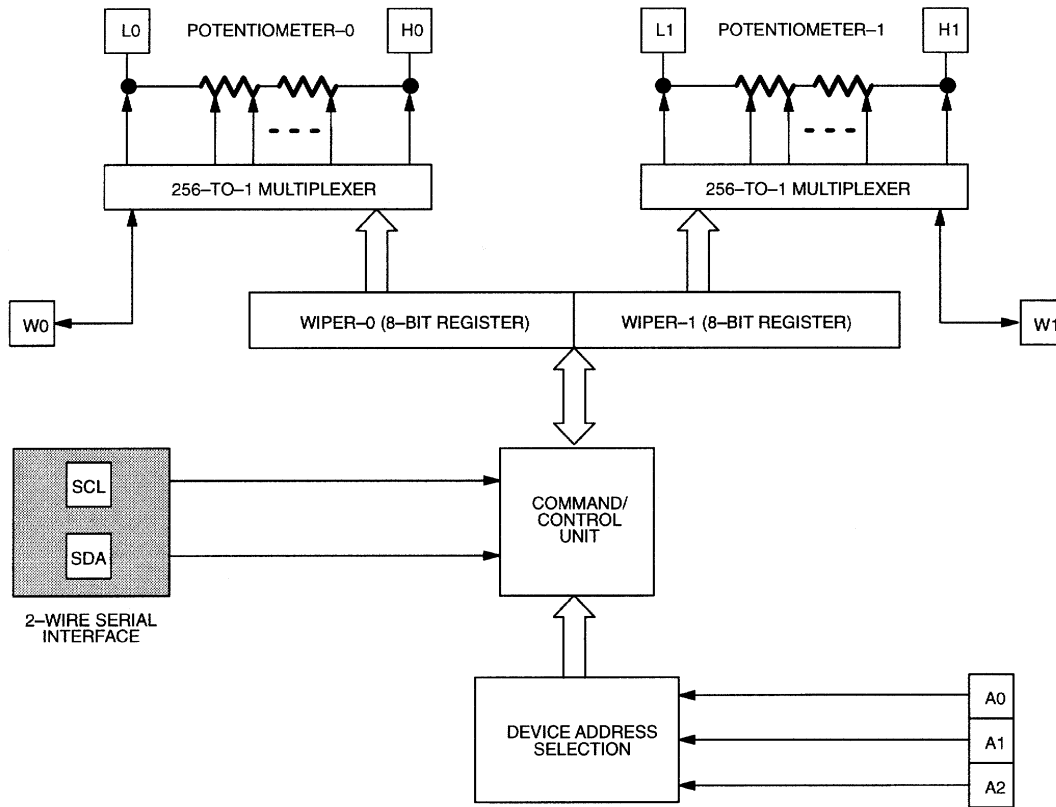 L0
POTENTIOMETER–0
H0
L1
POTENTIOMETER–1
H1
256–TO–1 MULTIPLEXER
256–TO–1 MULTIPLEXER
W0
WIPER–0 (8–BIT REGISTER)
WIPER–1 (8–BIT REGISTER)
W1
SCL
SDA
2–WIRE SERIAL
INTERFACE
COMMAND/
CONTROL
UNIT
DEVICE ADDRESS
SELECTION
A0
A1
A2